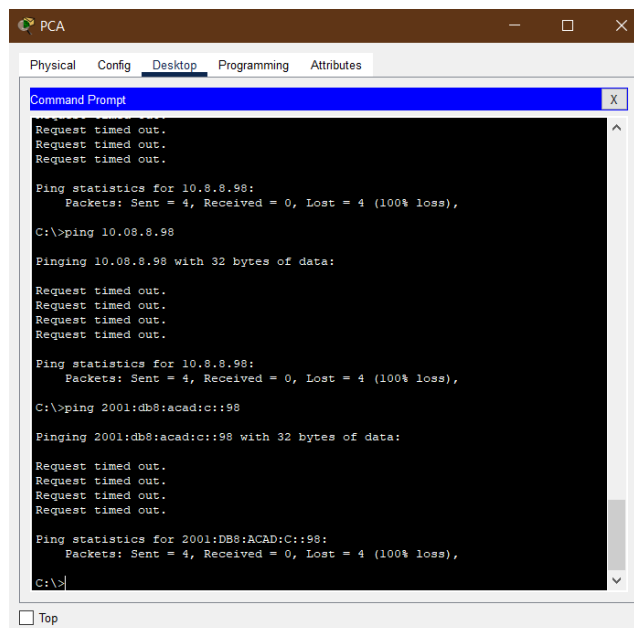 PCA
Physical Config Desktop Programming Attributes
Command Prompt X
Request timed out.
Request timed out.
Request timed out.
Ping statistics for 10.8.8.98:
Packets: Sent = 4, Received = 0, Lost = 4 (100% loss),
C:\>ping 10.08.8.98
Pinging 10.08.8.98 with 32 bytes of data:
Request timed out.
Request timed out.
Request timed out.
Request timed out.
Ping statistics for 10.8.8.98:
Packets: Sent = 4, Received = 0, Lost = 4 (100% loss),
C:\>ping 2001:db8:acad:c::98
Pinging 2001:db8:acad:c::98 with 32 bytes of data:
Request timed out.
Request timed out.
Request timed out.
Request timed out.
Ping statistics for 2001:DB8:ACAD:C::98:
Packets: Sent = 4, Received = 0, Lost = 4 (100% loss),
C:\>
Top